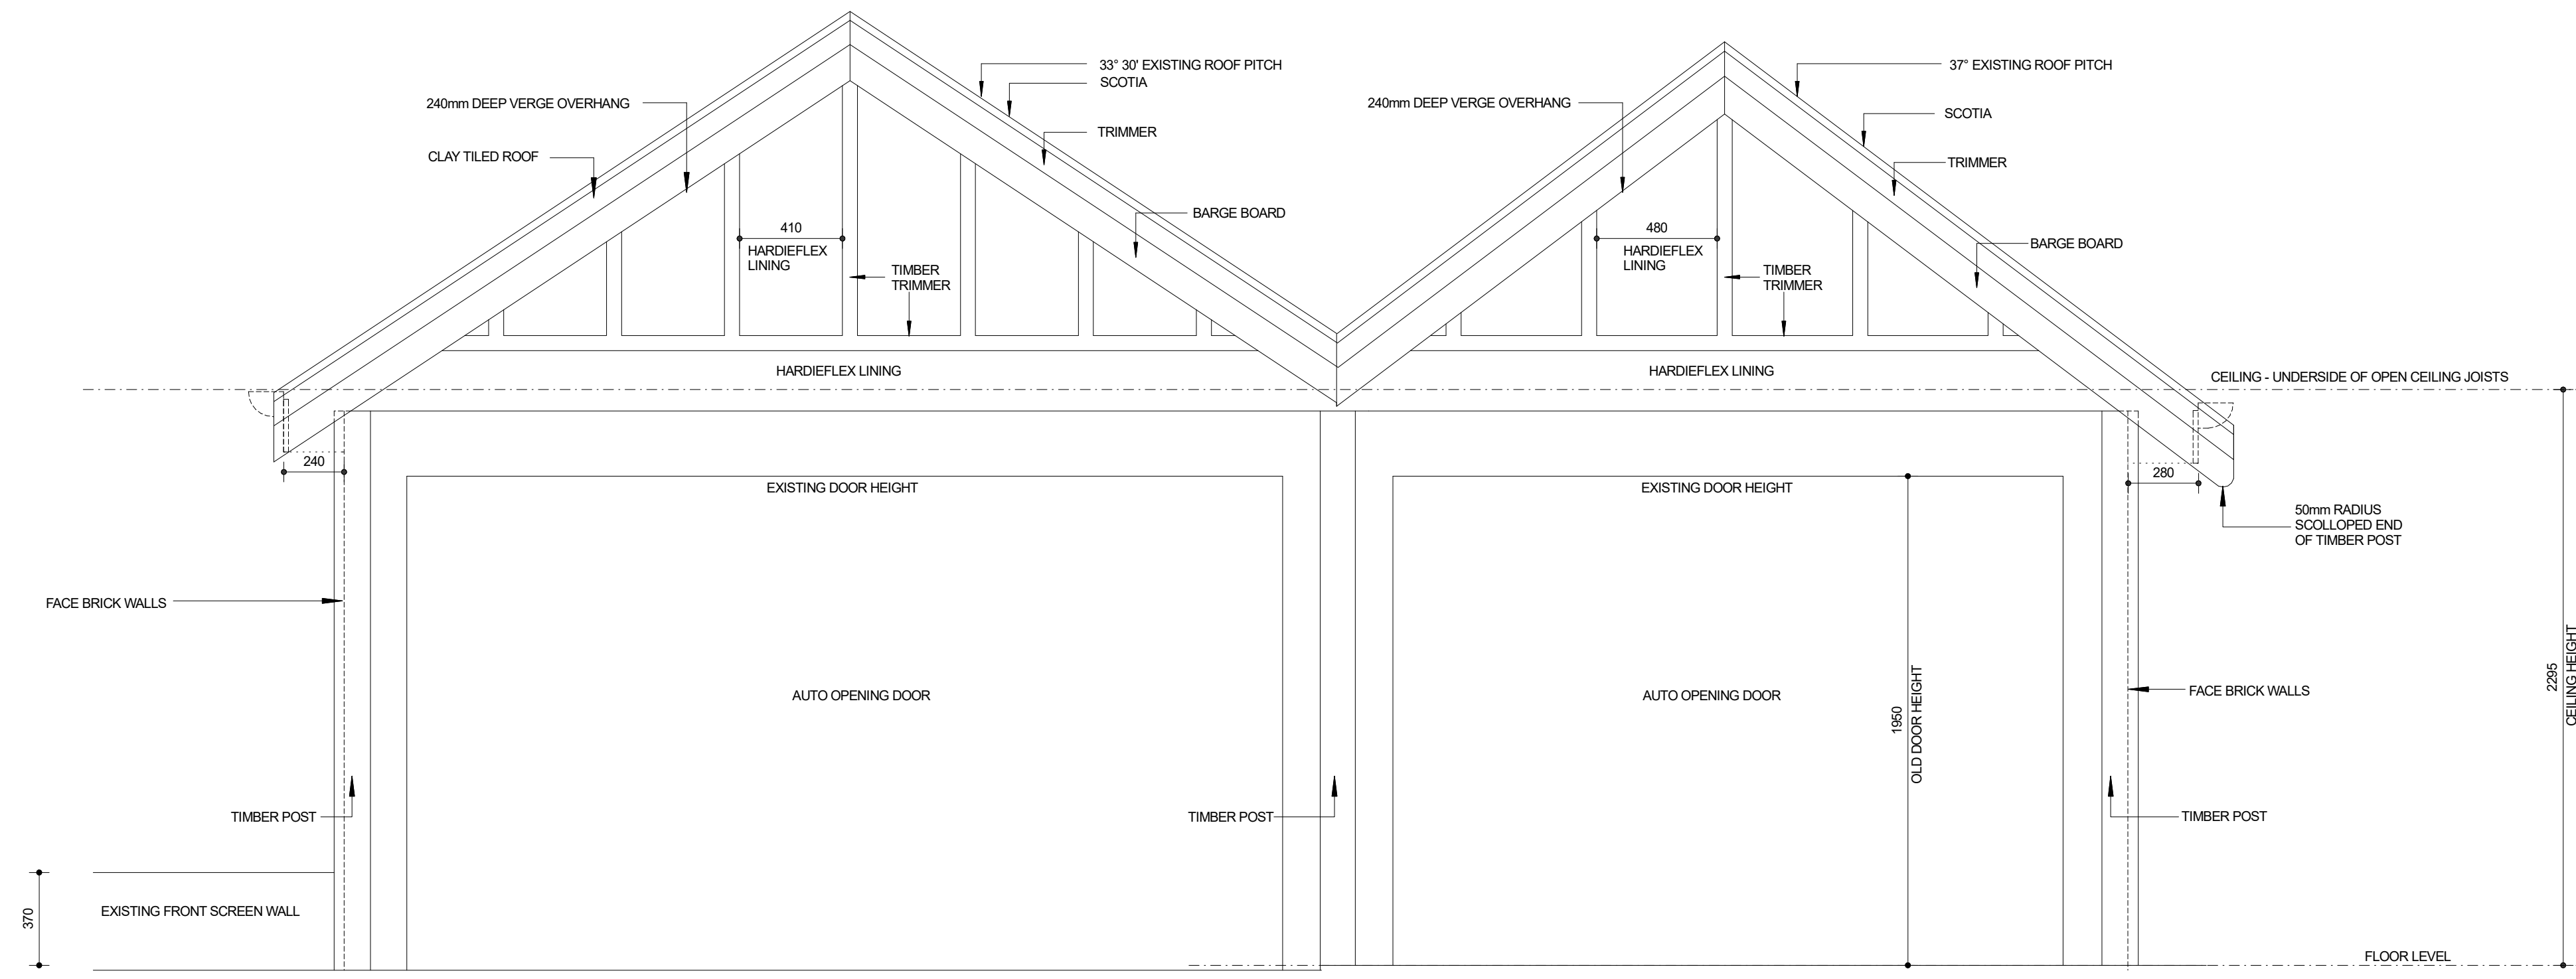 33° 30' EXISTING ROOF PITCH
SCOTIA
240mm DEEP VERGE OVERHANG
TRIMMER
CLAY TILED ROOF
BARGE BOARD
410
HARDIEFLEX
LINING
TIMBER
TRIMMER
HARDIEFLEX LINING
37° EXISTING ROOF PITCH
240mm DEEP VERGE OVERHANG
SCOTIA
TRIMMER
BARGE BOARD
480
HARDIEFLEX
LINING
TIMBER
TRIMMER
HARDIEFLEX LINING
CEILING - UNDERSIDE OF OPEN CEILING JOISTS
240
EXISTING DOOR HEIGHT
EXISTING DOOR HEIGHT
280
50mm RADIUS
SCOLLOPED END
OF TIMBER POST
FACE BRICK WALLS
AUTO OPENING DOOR
AUTO OPENING DOOR
1950
OLD DOOR HEIGHT
FACE BRICK WALLS
2295
CEILING HEIGHT
TIMBER POST
TIMBER POST
TIMBER POST
370
EXISTING FRONT SCREEN WALL
FLOOR LEVEL